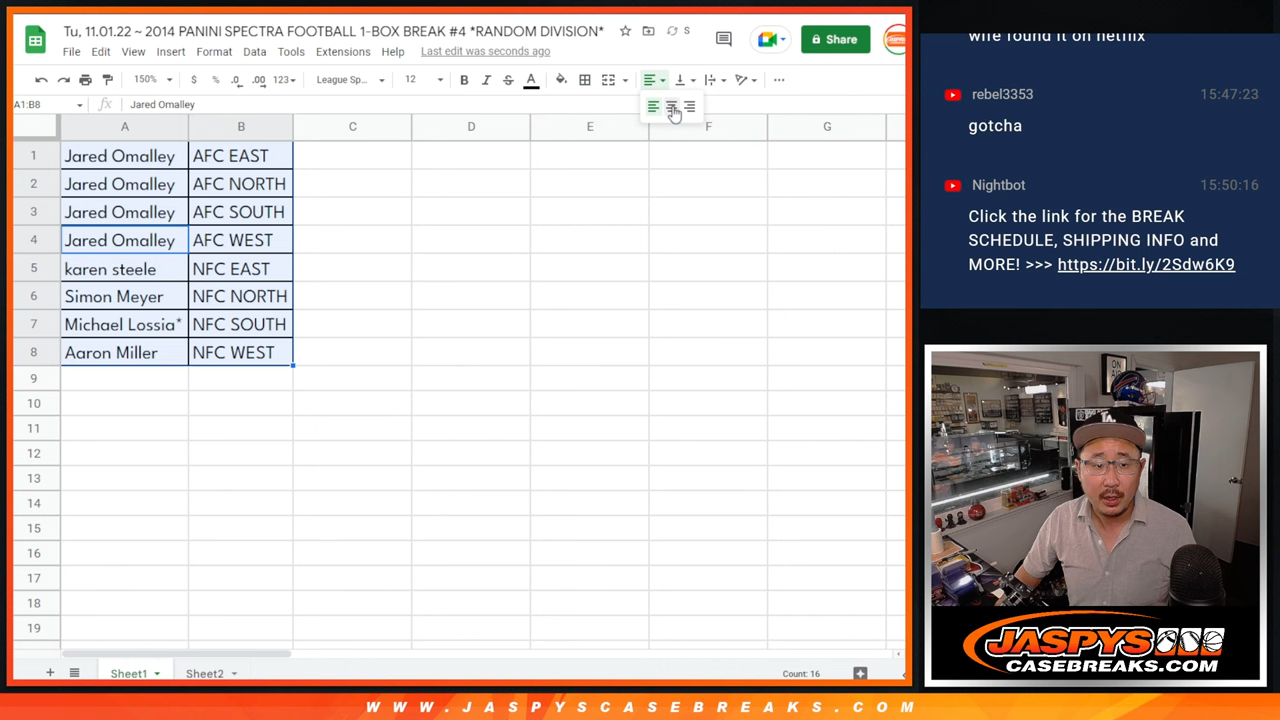 Tu, 11.01.22 ~ 2014 PANINI SPECTRA FOOTBALL 1-BOX BREAK #4 *RANDOM DIVISION*
S
Share
File Edit View Insert Format Data Tools Extensions Help Last edit was seconds ago
150% $ % .0 .00 123 League Sp... 12 B I S A
A1:B8 fx Jared Omalley
A B C D E F G
1 Jared Omalley AFC EAST
2 Jared Omalley AFC NORTH
3 Jared Omalley AFC SOUTH
4 Jared Omalley AFC WEST
5 karen steele NFC EAST
6 Simon Meyer NFC NORTH
7 Michael Lossia* NFC SOUTH
8 Aaron Miller NFC WEST
9
10
11
12
13
14
15
16
17
18
19
+ Sheet1 Sheet2 Count: 16
wife found it on netflix
rebel3353 15:47:23
gotcha
Nightbot 15:50:16
Click the link for the BREAK
SCHEDULE, SHIPPING INFO and
MORE! >>> https://bit.ly/2Sdw6K9
ON
JASPYS
CASEBREAKS.COM
WWW.JASPYSCASEBREAKS.COM